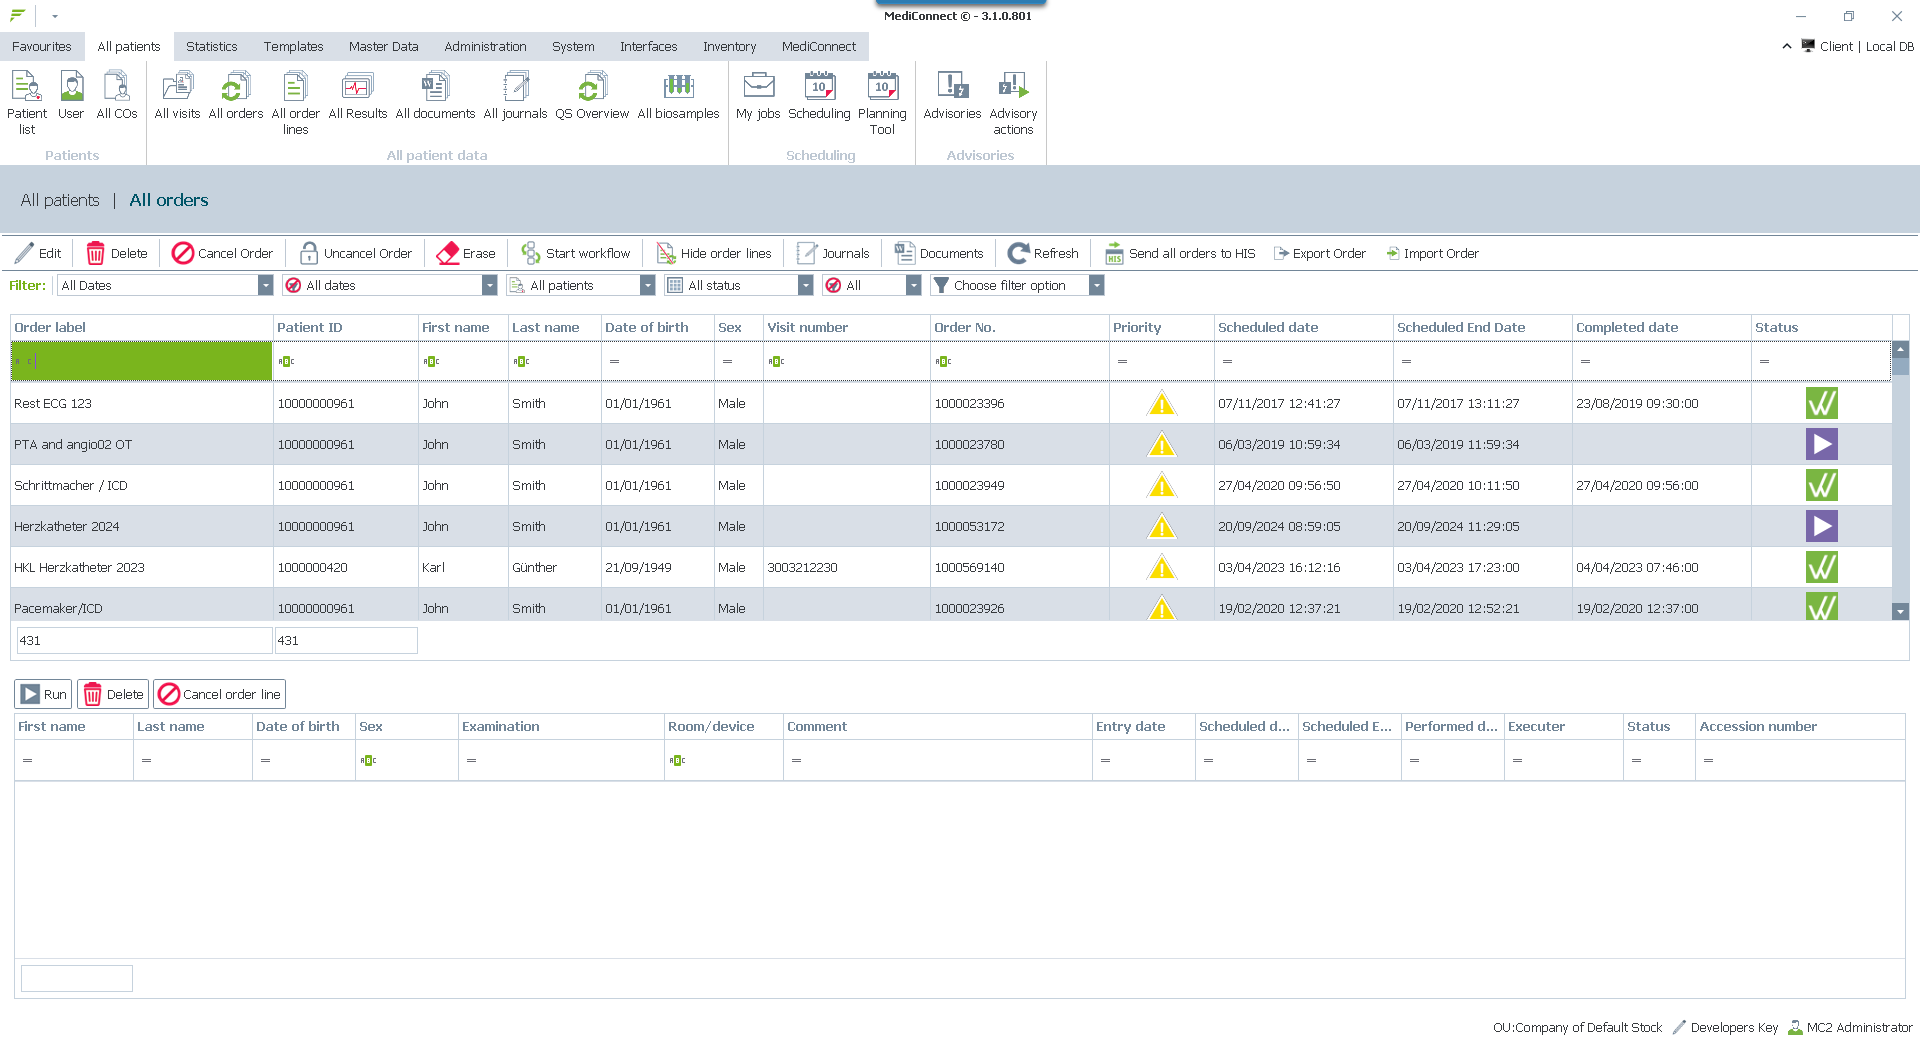 MediConnect © - 3.1.0.801
Favourites All patients Statistics Templates Master Data Administration System Interfaces Inventory MediConnect
Client | Local DB
Patient list User All COs All visits All orders All order lines All Results All documents All journals QS Overview All biosamples My jobs Scheduling Planning Tool Advisories Advisory actions
Patients All patient data Scheduling Advisories
All patients | All orders
Edit Delete Cancel Order Uncancel Order Erase Start workflow Hide order lines Journals Documents Refresh Send all orders to HIS Export Order Import Order
Filter: All Dates All dates All patients All status All Choose filter option
Order label Patient ID First name Last name Date of birth Sex Visit number Order No. Priority Scheduled date Scheduled End Date Completed date Status
Rest ECG 123 10000000961 John Smith 01/01/1961 Male 1000023396 07/11/2017 12:41:27 07/11/2017 13:11:27 23/08/2019 09:30:00
PTA and angio02 OT 10000000961 John Smith 01/01/1961 Male 1000023780 06/03/2019 10:59:34 06/03/2019 11:59:34
Schrittmacher / ICD 10000000961 John Smith 01/01/1961 Male 1000023949 27/04/2020 09:56:50 27/04/2020 10:11:50 27/04/2020 09:56:00
Herzkatheter 2024 10000000961 John Smith 01/01/1961 Male 1000053172 20/09/2024 08:59:05 20/09/2024 11:29:05
HKL Herzkatheter 2023 1000000420 Karl Günther 21/09/1949 Male 3003212230 1000569140 03/04/2023 16:12:16 03/04/2023 17:23:00 04/04/2023 07:46:00
Pacemaker/ICD 10000000961 John Smith 01/01/1961 Male 1000023926 19/02/2020 12:37:21 19/02/2020 12:52:21 19/02/2020 12:37:00
431 431
Run Delete Cancel order line
First name Last name Date of birth Sex Examination Room/device Comment Entry date Scheduled d... Scheduled E... Performed d... Executer Status Accession number
OU:Company of Default Stock Developers Key MC2 Administrator